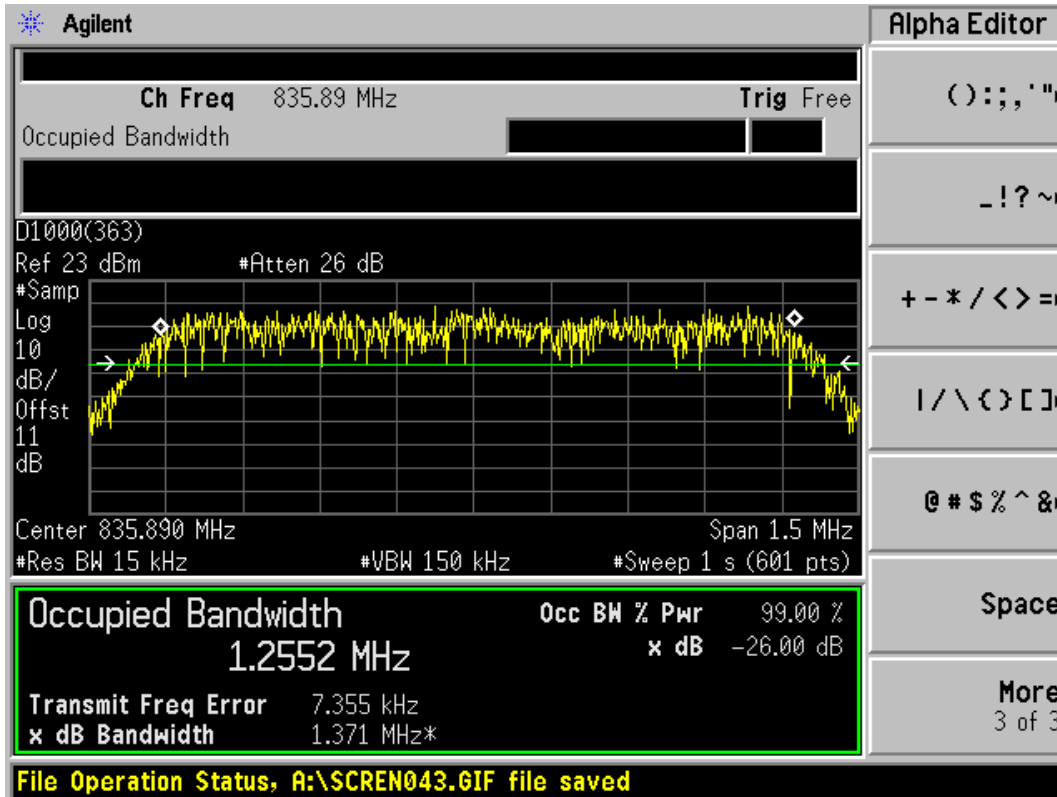 Agilent
Alpha Editor
Ch Freq 835.89 MHz
Trig Free
Occupied Bandwidth
( ) : ; , ' "
_ ! ? ~
+ - * / < > =
| / \ { } [ ]
@ # $ % ^ &
Space
More
3 of 3
D1000(363)
Ref 23 dBm
#Atten 26 dB
#Samp
Log
10
dB/
Offst
11
dB
Center 835.890 MHz
Span 1.5 MHz
#Res BW 15 kHz
#VBW 150 kHz
#Sweep 1 s (601 pts)
Occupied Bandwidth
1.2552 MHz
Occ BW % Pwr 99.00 %
x dB -26.00 dB
Transmit Freq Error 7.355 kHz
x dB Bandwidth 1.371 MHz*
File Operation Status, A:\SCREN043.GIF file saved